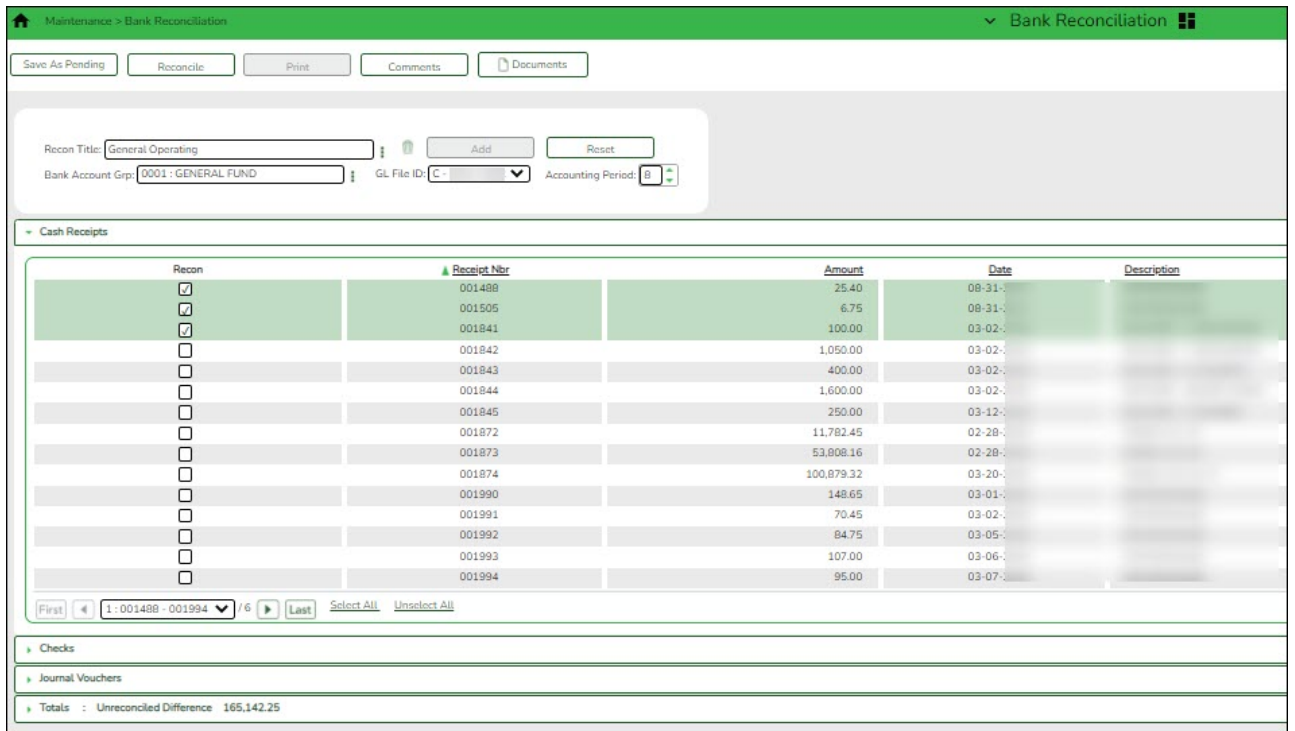 Maintenance > Bank Reconciliation
Bank Reconciliation
Save As Pending Reconcile Print Comments Documents
Recon Title: General Operating Add Reset
Bank Account Grp: 0001 : GENERAL FUND GL File ID: C - Accounting Period: 8
Cash Receipts
Recon Receipt Nbr Amount Date Description
001488 25.40 08-31-
001505 6.75 08-31-
001841 100.00 03-02-
001842 1,050.00 03-02-
001843 400.00 03-02-
001844 1,600.00 03-02-
001845 250.00 03-12-
001872 11,782.45 02-28-
001873 53,808.16 02-28-
001874 100,879.32 03-20-
001990 148.65 03-01-
001991 70.45 03-02-
001992 84.75 03-05-
001993 107.00 03-06-
001994 95.00 03-07-
First 1 : 001488 - 001994 / 6 Last Select All Unselect All
Checks
Journal Vouchers
Totals : Unreconciled Difference 165,142.25